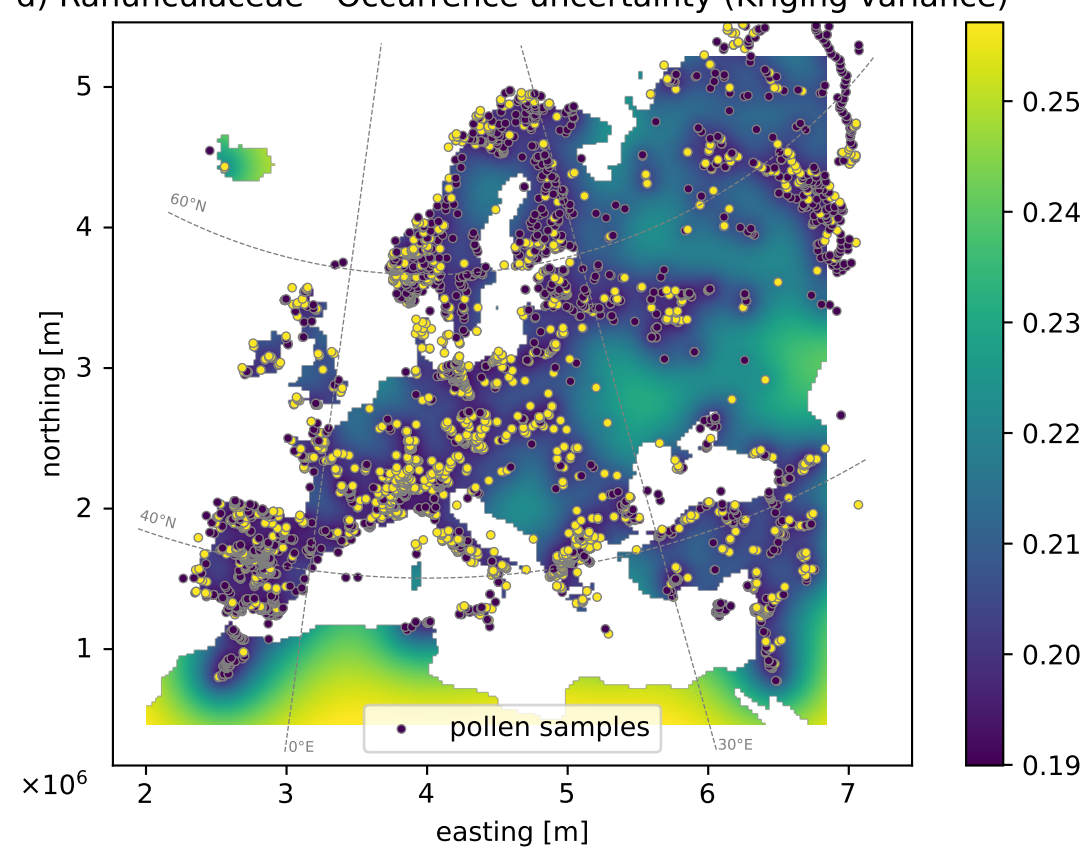 d) Ranunculaceae - Occurrence uncertainty (Kriging variance)
60°N
40°N
0°E
30°E
pollen samples
5
4
3
2
1
northing [m]
×10⁶
2 3 4 5 6 7
easting [m]
0.25
0.24
0.23
0.22
0.21
0.20
0.19